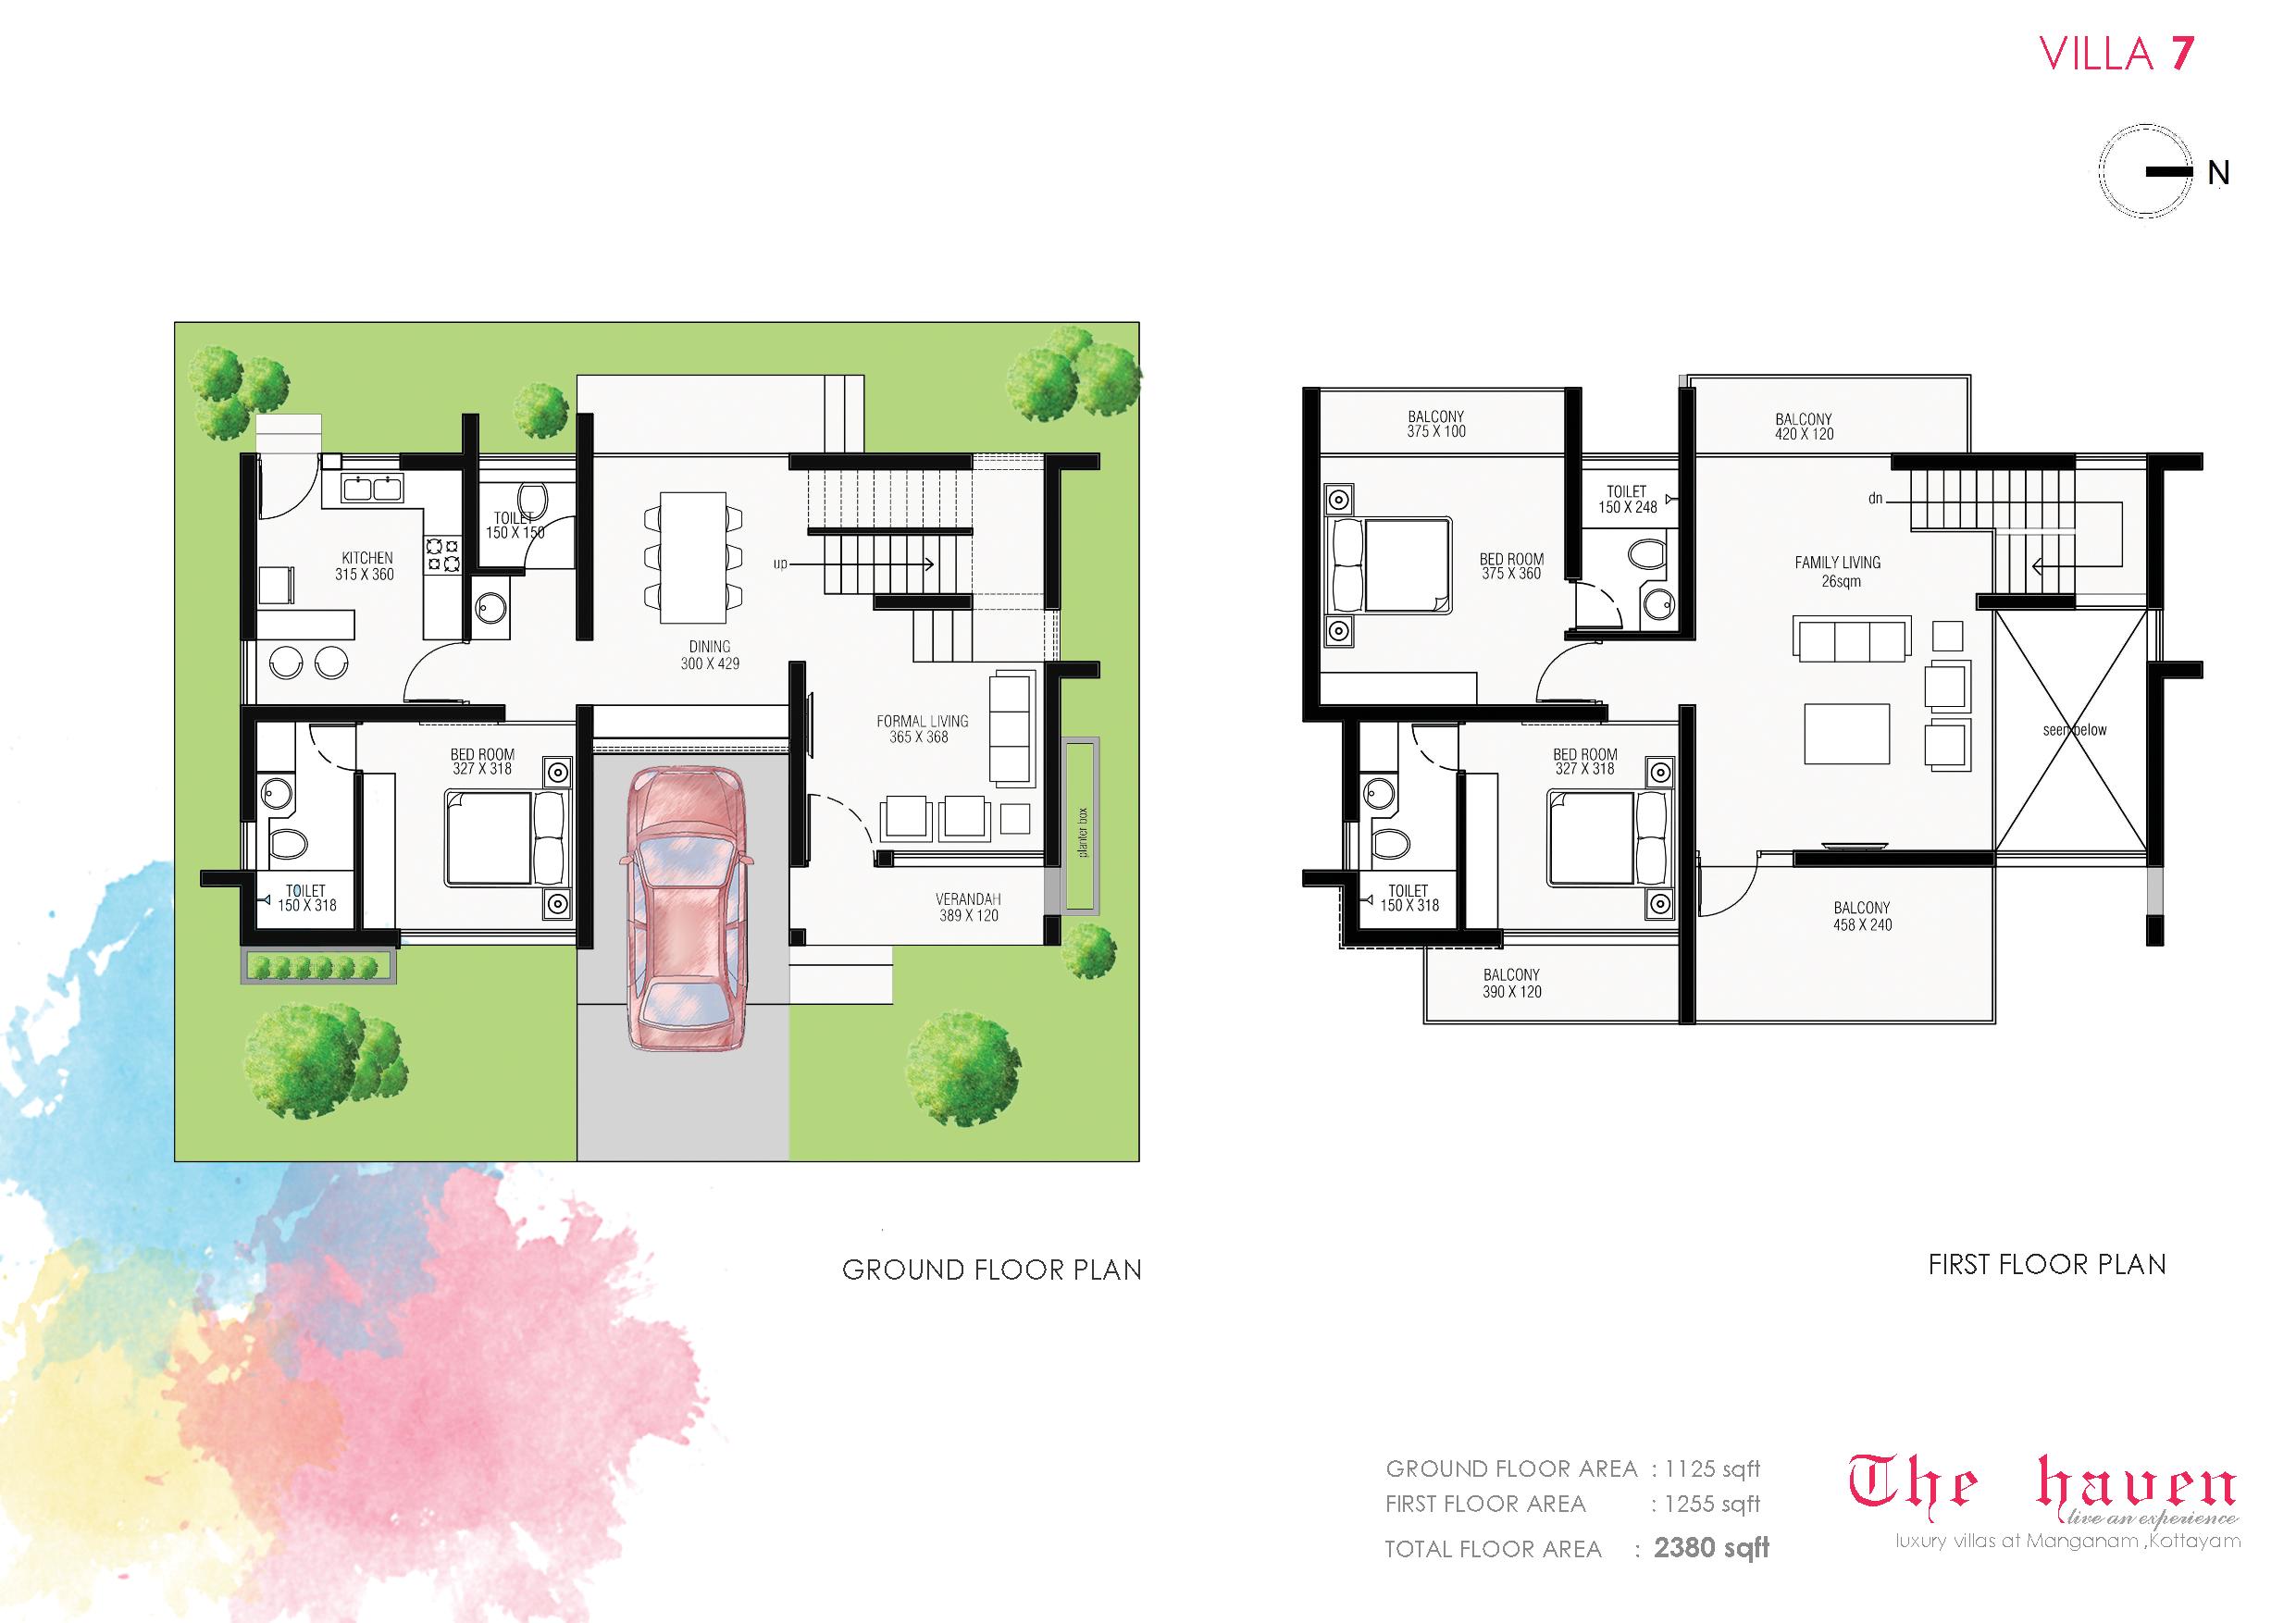 VILLA 7
N
TOILET
150 X 150
KITCHEN
315 X 360
up
DINING
300 X 429
FORMAL LIVING
365 X 368
BED ROOM
327 X 318
TOILET
150 X 318
planter box
VERANDAH
389 X 120
GROUND FLOOR PLAN
BALCONY
375 X 100
BALCONY
420 X 120
TOILET
150 X 248
dn
BED ROOM
375 X 360
FAMILY LIVING
26sqm
seen below
BED ROOM
327 X 318
TOILET
150 X 318
BALCONY
458 X 240
BALCONY
390 X 120
FIRST FLOOR PLAN
GROUND FLOOR AREA : 1125 sqft
FIRST FLOOR AREA : 1255 sqft
TOTAL FLOOR AREA : 2380 sqft
The haven
live an experience
luxury villas at Manganam ,Kottayam